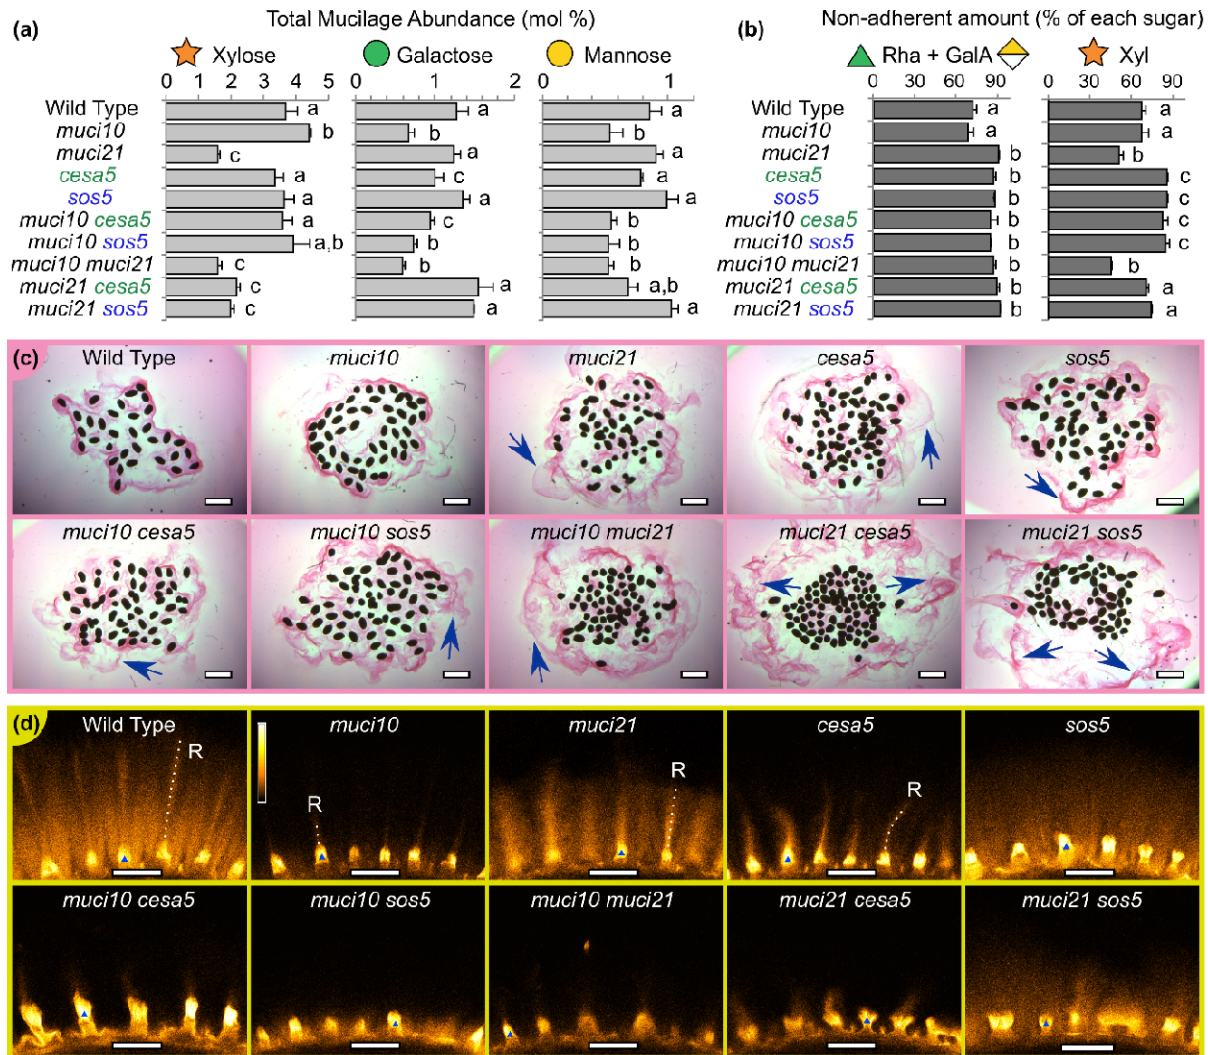 (a)
Total Mucilage Abundance (mol %)
Xylose
Galactose
Mannose
0 1 2 3 4 5
0 2
0 1
Wild Type a a a
muci10 b b b
muci21 c a a
cesa5 a c a
sos5 a a a
muci10 cesa5 a c b
muci10 sos5 a,b b b
muci10 muci21 c b b
muci21 cesa5 c a a,b
muci21 sos5 c a a
(b)
Non-adherent amount (% of each sugar)
Rha + GalA
Xyl
0 30 60 90
0 30 60 90
Wild Type a a
muci10 a a
muci21 b b
cesa5 b c
sos5 b c
muci10 cesa5 b c
muci10 sos5 b c
muci10 muci21 b b
muci21 cesa5 b a
muci21 sos5 b a
(c)
Wild Type
muci10
muci21
cesa5
sos5
muci10 cesa5
muci10 sos5
muci10 muci21
muci21 cesa5
muci21 sos5
(d)
Wild Type
R
muci10
R
muci21
R
cesa5
R
sos5
muci10 cesa5
muci10 sos5
muci10 muci21
muci21 cesa5
muci21 sos5